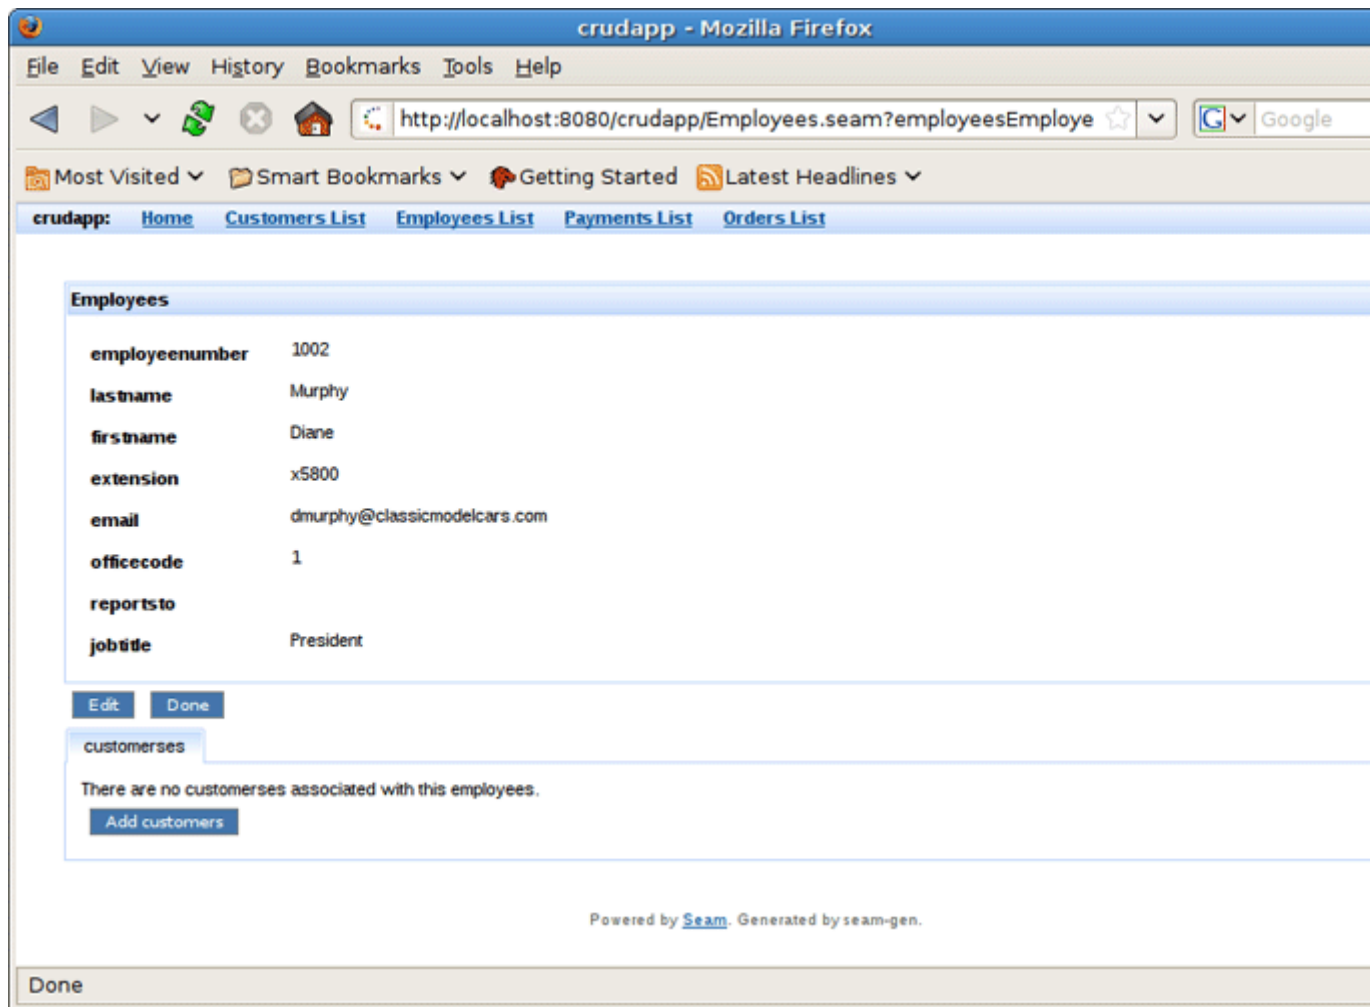 crudapp - Mozilla Firefox
File Edit View History Bookmarks Tools Help
http://localhost:8080/crudapp/Employees.seam?employeesEmploye G Google
Most Visited Smart Bookmarks Getting Started Latest Headlines
crudapp: Home Customers List Employees List Payments List Orders List
Employees
employeenumber 1002
lastname Murphy
firstname Diane
extension x5800
email dmurphy@classicmodelcars.com
officecode 1
reportsto
jobtitle President
Edit Done
customerses
There are no customerses associated with this employees.
Add customers
Powered by Seam. Generated by seam-gen.
Done